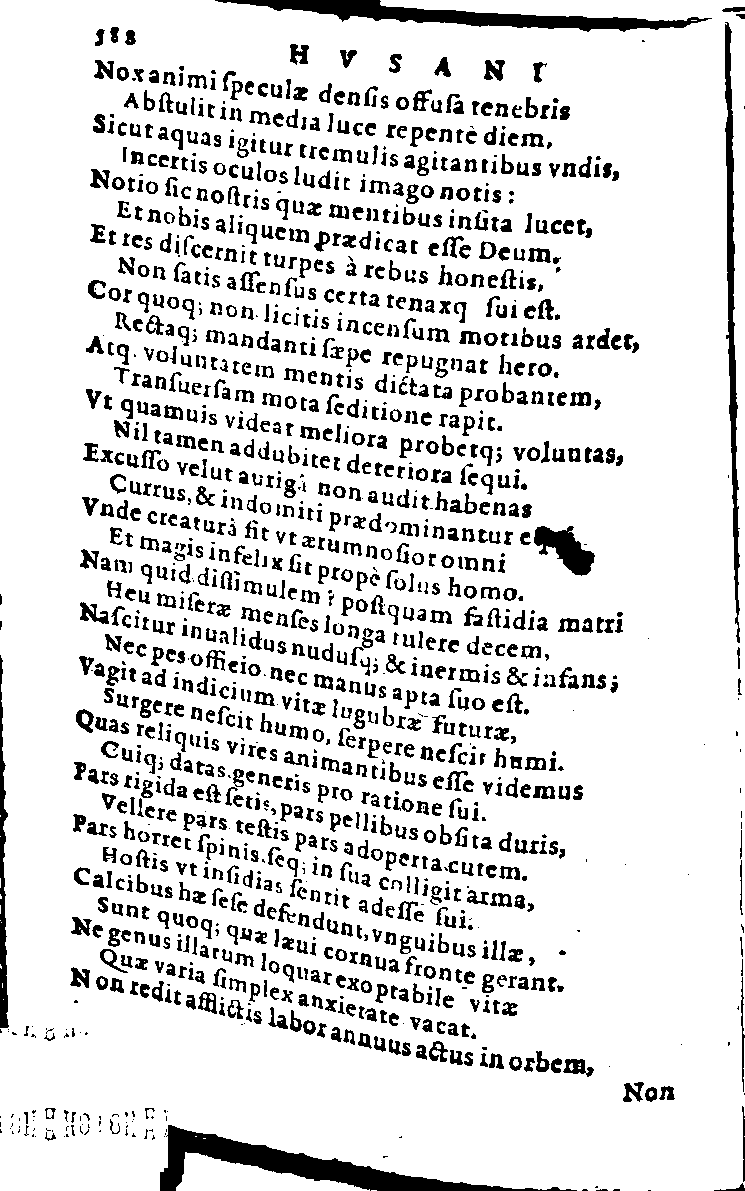 388
HVSANI
Nox animi ſpeculæ denſis offuſa tenebris
Abſtulit in media luce repentè diem,
Sicut aquas igitur tremulis agitantibus vndis,
Incertis oculos ludit imago notis:
Notio ſic noſtris quæ mentibus inſita lucet,
Et nobis aliquem prædicat eſſe Deum,
Et res diſcernit turpes à rebus honeſtis,
Non ſatis aſſenſus certa tenaxq ſui eſt.
Cor quoq; non licitis incenſum motibus ardet,
Rectaq; mandanti ſæpe repugnat hero.
Atq. voluntatem mentis dictata probantem,
Tranſuerſam mota ſeditione rapit.
Vt quamuis videat meliora probetq; voluntas,
Nil tamen addubitet deteriora ſequi.
Excuſſo velut aurigâ non audit habenas
Currus, & indomiti prædominantur
Vnde creaturâ fit vt ærumnoſior omni
Et magis infelix ſit propè ſolus homo.
Nam quid diſſimulem? poſtquam faſtidia matri
Heu miſeræ menſes longa tulere decem,
Naſcitur inualidus nuduſq; & inermis & infans;
Nec pes officio nec manus apta ſuo eſt.
Vagit ad indicium vitæ lugubræ futuræ,
Surgere neſcit humo, ſerpere neſcit humi.
Quas reliquis vires animantibus eſſe videmus
Cuiq; datas generis pro ratione ſui.
Pars rigida eſt ſetis, pars pellibus obſita duris,
Vellere pars teſtis pars adoperta cutem.
Pars horret ſpinis ſeq; in ſua colligit arma,
Hoſtis vt inſidias ſentit adeſſe ſui.
Calcibus hæ ſeſe defendunt, vnguibus illæ,
Sunt quoq; quæ læui cornua fronte gerant.
Ne genus illarum loquar exoptabile vitæ
Quæ varia ſimplex anxietate vacat.
Non redit afflictis labor annuus actus in orbem,
Non